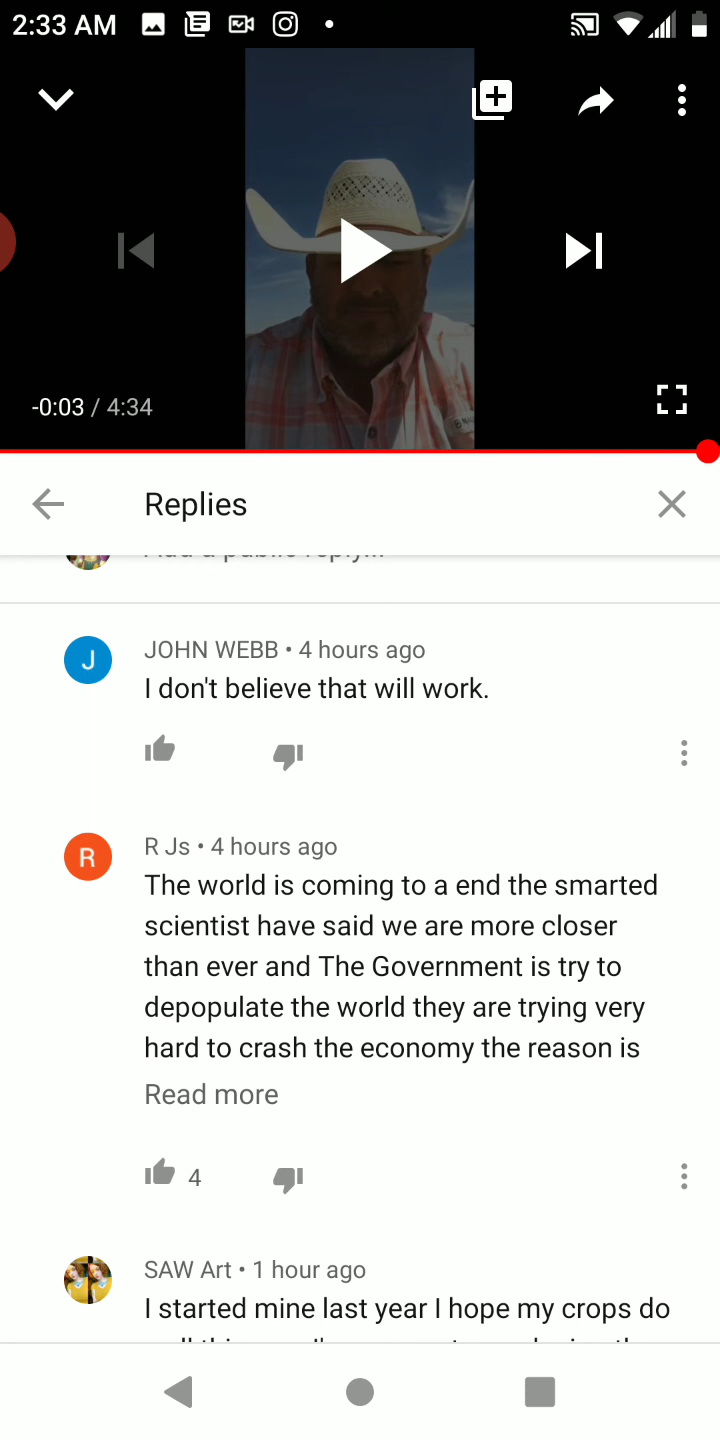 2:33 AM
-0:03 / 4:34
Replies
Add a public reply...
J
JOHN WEBB • 4 hours ago
I don't believe that will work.
R
R Js • 4 hours ago
The world is coming to a end the smarted
scientist have said we are more closer
than ever and The Government is try to
depopulate the world they are trying very
hard to crash the economy the reason is
Read more
4
SAW Art • 1 hour ago
I started mine last year I hope my crops do